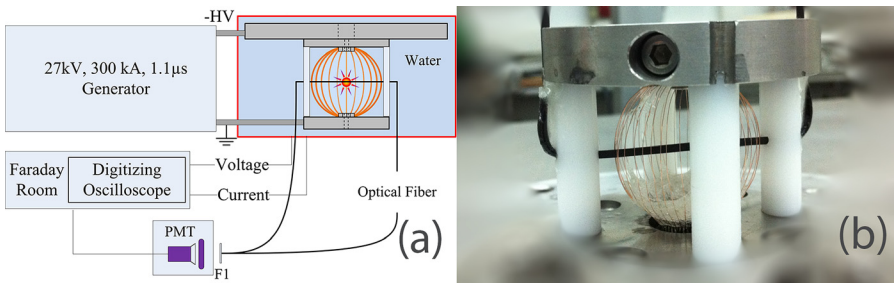 -HV
27kV, 300 kA, 1.1µs
Generator
Water
Faraday
Room
Digitizing
Oscilloscope
Voltage
Current
Optical Fiber
PMT
F1
(a)
(b)